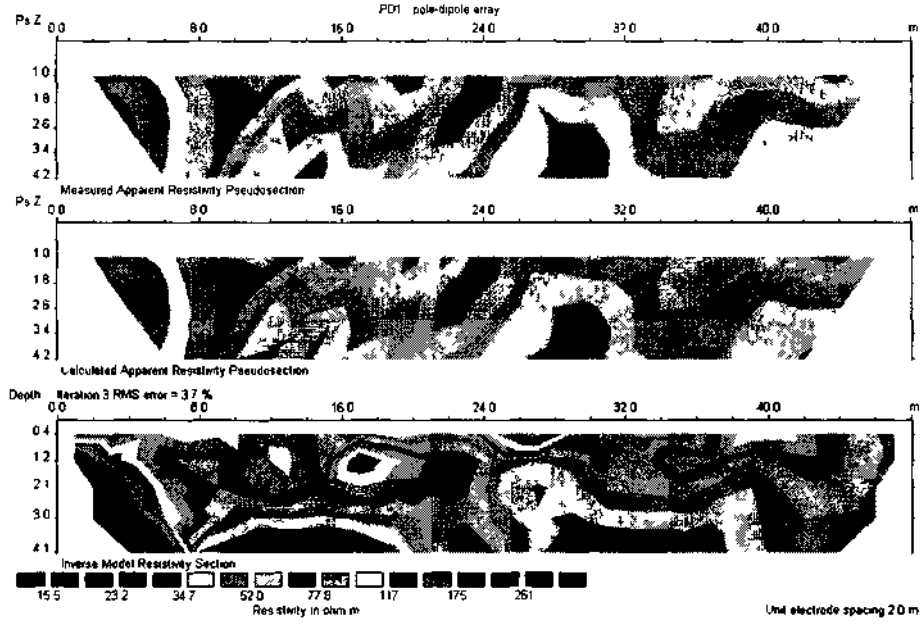 PD1 pole-dipole array
Ps.Z 0.0 8.0 16.0 24.0 32.0 40.0 m
1.0
1.8
2.6
3.4
4.2
Measured Apparent Resistivity Pseudosection
Ps.Z 0.0 8.0 16.0 24.0 32.0 40.0 m
1.0
1.8
2.6
3.4
4.2
Calculated Apparent Resistivity Pseudosection
Depth Iteration 3 RMS error = 3.7 %
0.0 8.0 16.0 24.0 32.0 40.0 m
0.4
1.2
2.1
3.0
4.1
Inverse Model Resistivity Section
15.5 23.2 34.7 52.0 77.9 117 175 261
Resistivity in ohm.m
Unit electrode spacing 2.0 m